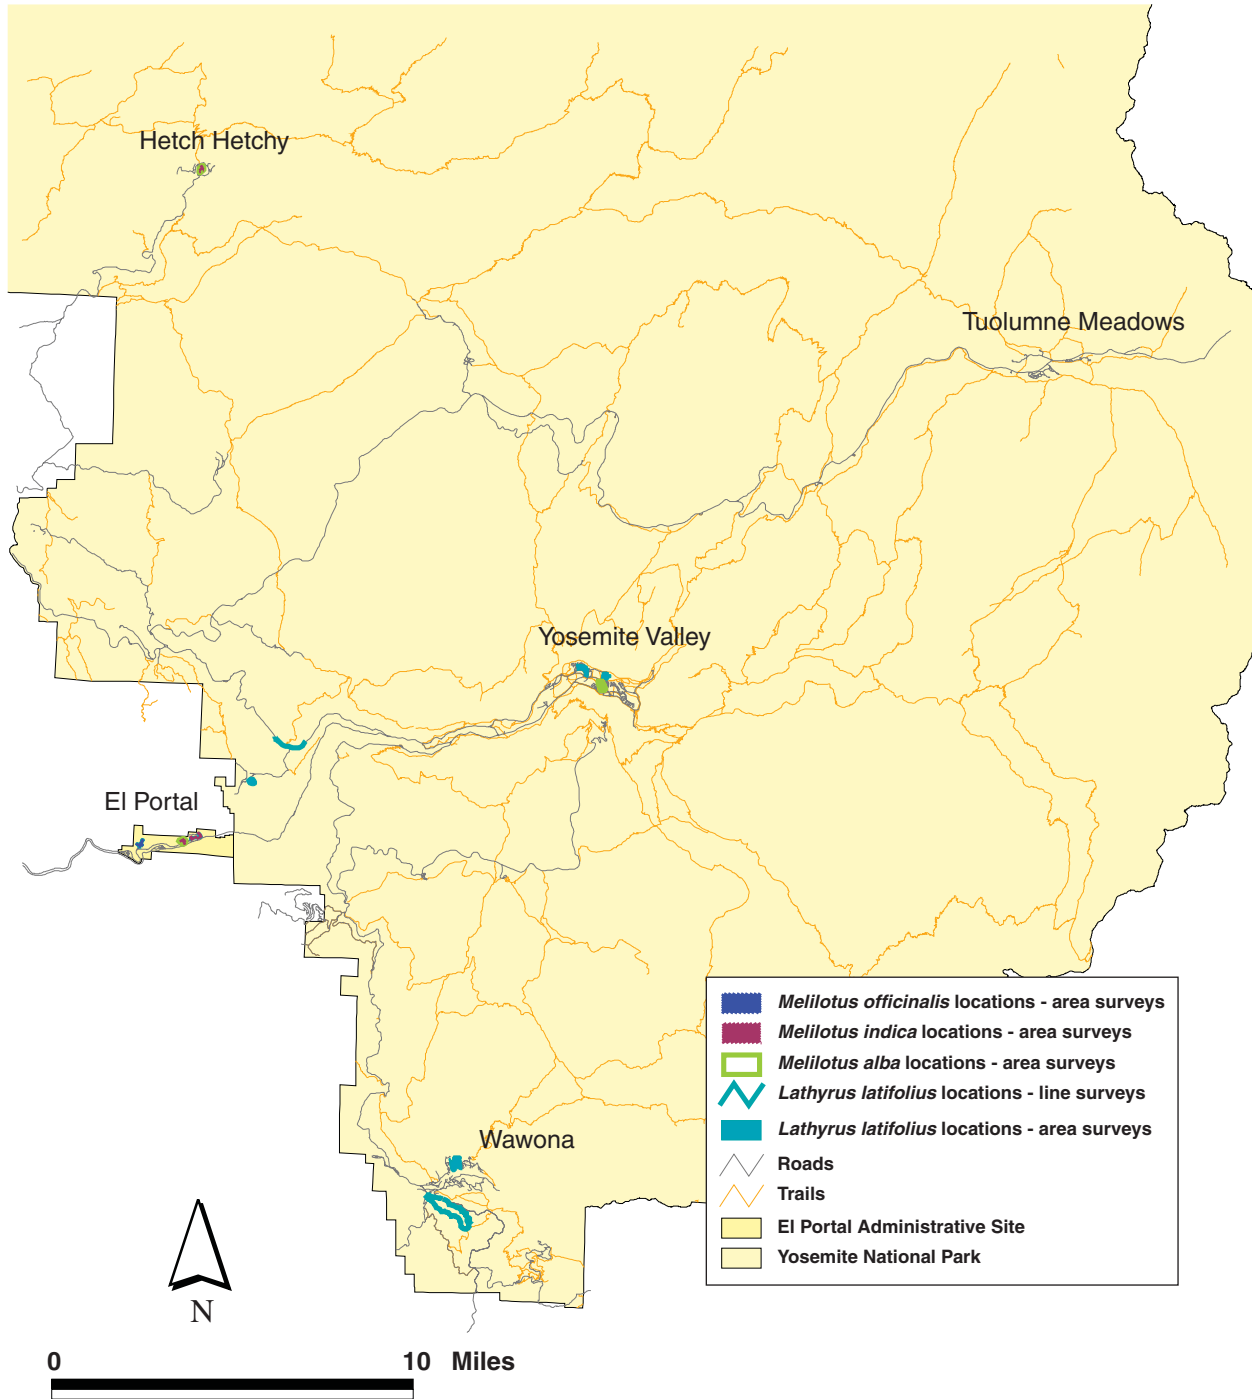 Hetch Hetchy
Tuolumne Meadows
Yosemite Valley
El Portal
Melilotus officinalis locations - area surveys
Melilotus indica locations - area surveys
Melilotus alba locations - area surveys
Lathyrus latifolius locations - line surveys
Lathyrus latifolius locations - area surveys
Roads
Trails
El Portal Administrative Site
Yosemite National Park
Wawona
N
0 10 Miles